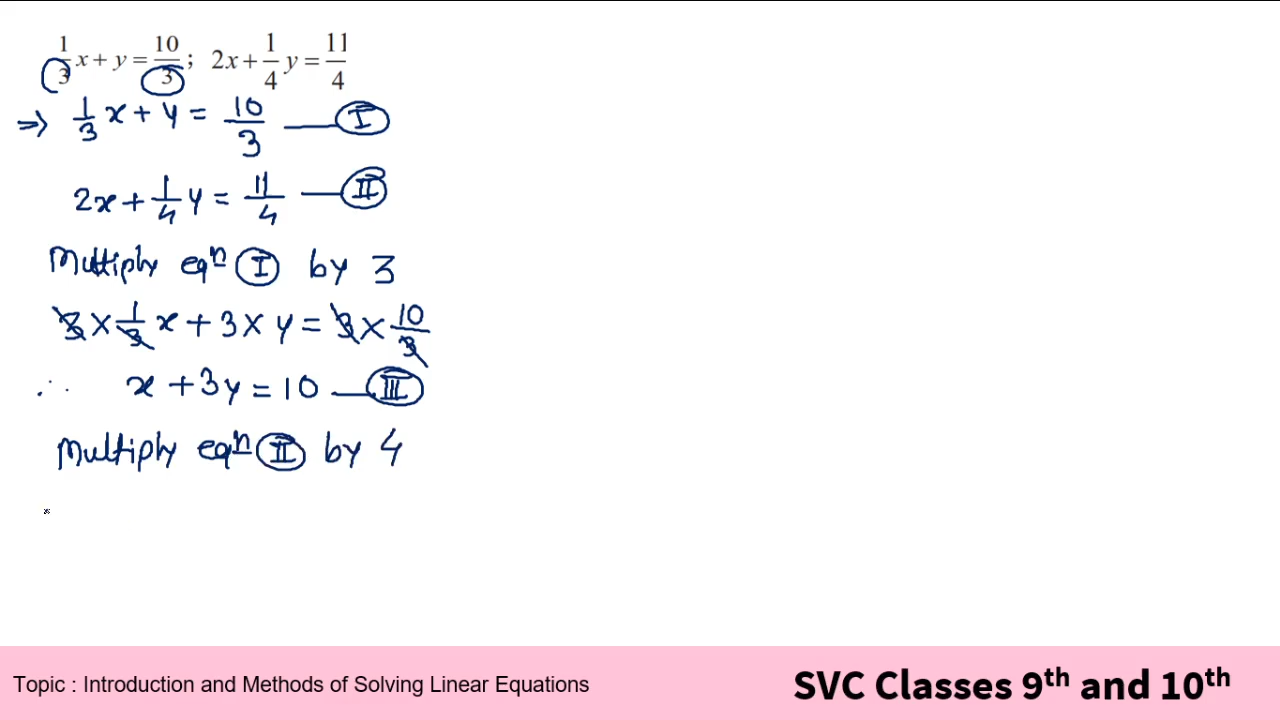 1/3 x + y = 10/3 ; 2x + 1/4 y = 11/4
⇒ 1/3 x + y = 10/3 — I
2x + 1/4 y = 11/4 — II
Multiply eqn I by 3
3 × 1/3 x + 3 × y = 3 × 10/3
∴ x + 3y = 10 — III
Multiply eqn II by 4
Topic : Introduction and Methods of Solving Linear Equations
SVC Classes 9th and 10th